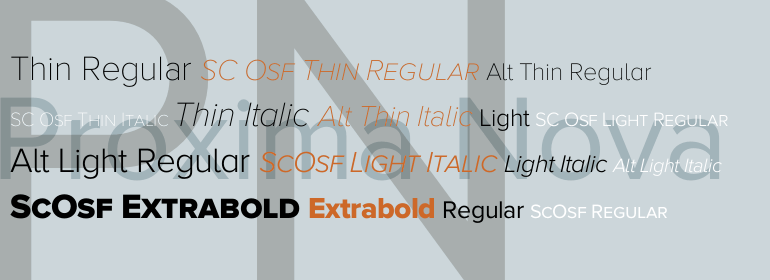 PN
Proxima Nova
Thin Regular SC OSF THIN REGULAR Alt Thin Regular
SC OSF THIN ITALIC Thin Italic Alt Thin Italic Light SC OSF LIGHT REGULAR
Alt Light Regular SCOSF LIGHT ITALIC Light Italic Alt Light Italic
SCOSF EXTRABOLD Extrabold Regular SCOSF REGULAR